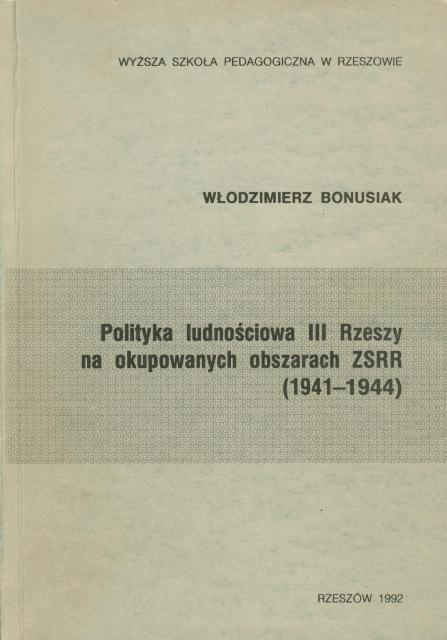 WYŻSZA SZKOŁA PEDAGOGICZNA W RZESZOWIE
WŁODZIMIERZ BONUSIAK
Polityka ludnościowa III Rzeszy
na okupowanych obszarach ZSRR
(1941–1944)
RZESZÓW 1992